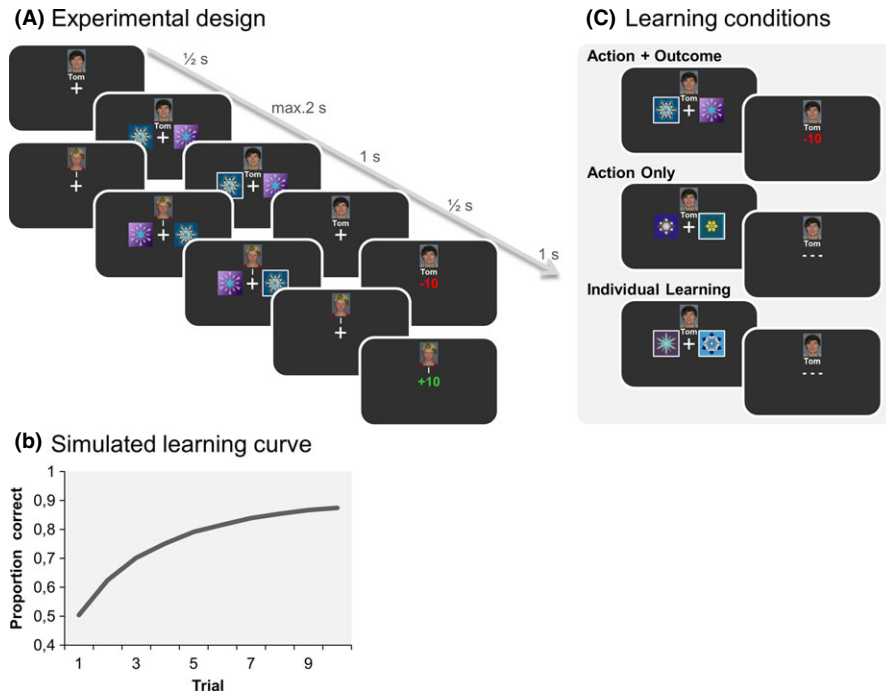 (A) Experimental design
Tom
+
½ s
Tom
+
max.2 s
I
+
Tom
+
1 s
I
+
Tom
+
½ s
I
+
Tom
-10
1 s
I
+
I
+10
(C) Learning conditions
Action + Outcome
Tom
+
Tom
-10
Action Only
Tom
+
Tom
- - -
Individual Learning
Tom
+
Tom
- - -
(b) Simulated learning curve
Proportion correct
1
0,9
0,8
0,7
0,6
0,5
0,4
1 3 5 7 9
Trial